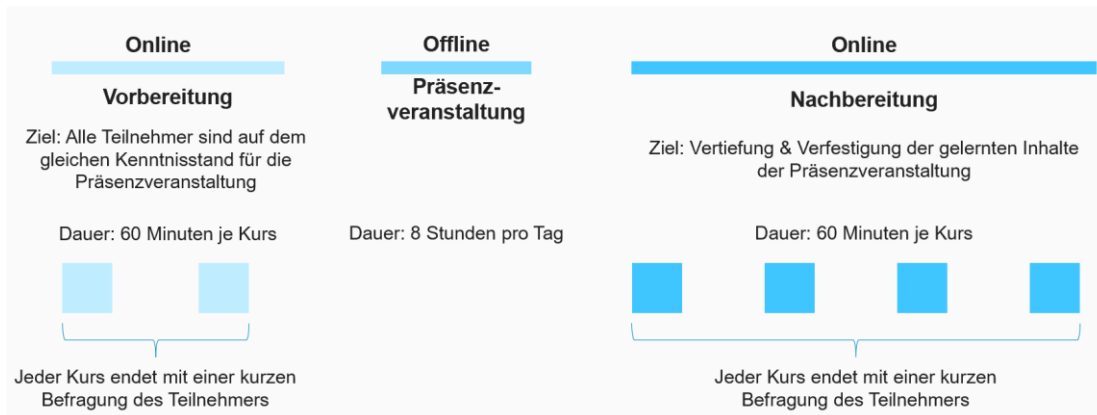 Online
Vorbereitung
Ziel: Alle Teilnehmer sind auf dem
gleichen Kenntnisstand für die
Präsenzveranstaltung
Dauer: 60 Minuten je Kurs
Jeder Kurs endet mit einer kurzen
Befragung des Teilnehmers
Offline
Präsenz-
veranstaltung
Dauer: 8 Stunden pro Tag
Online
Nachbereitung
Ziel: Vertiefung & Verfestigung der gelernten Inhalte
der Präsenzveranstaltung
Dauer: 60 Minuten je Kurs
Jeder Kurs endet mit einer kurzen
Befragung des Teilnehmers